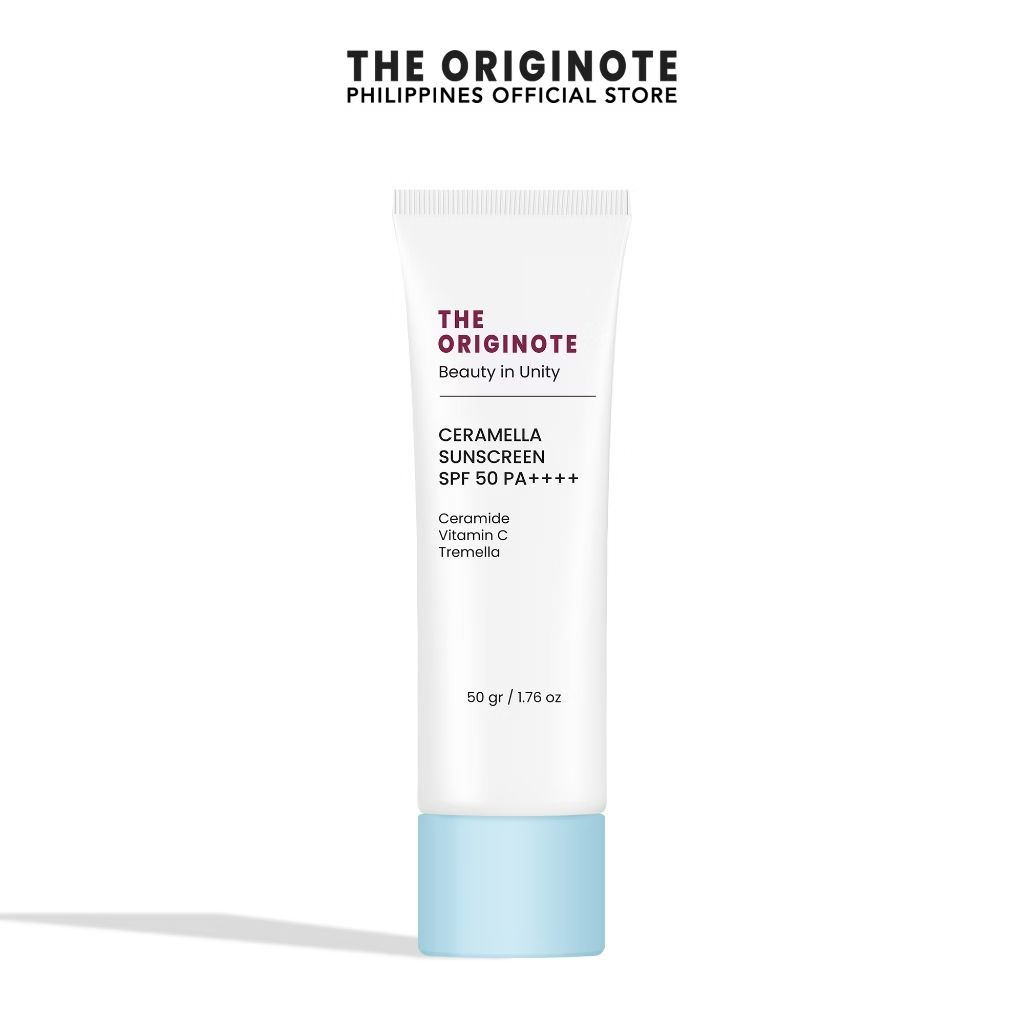 THE ORIGINOTE
PHILIPPINES OFFICIAL STORE
THE
ORIGINOTE
Beauty in Unity
CERAMELLA
SUNSCREEN
SPF 50 PA++++
Ceramide
Vitamin C
Tremella
50 gr / 1.76 oz